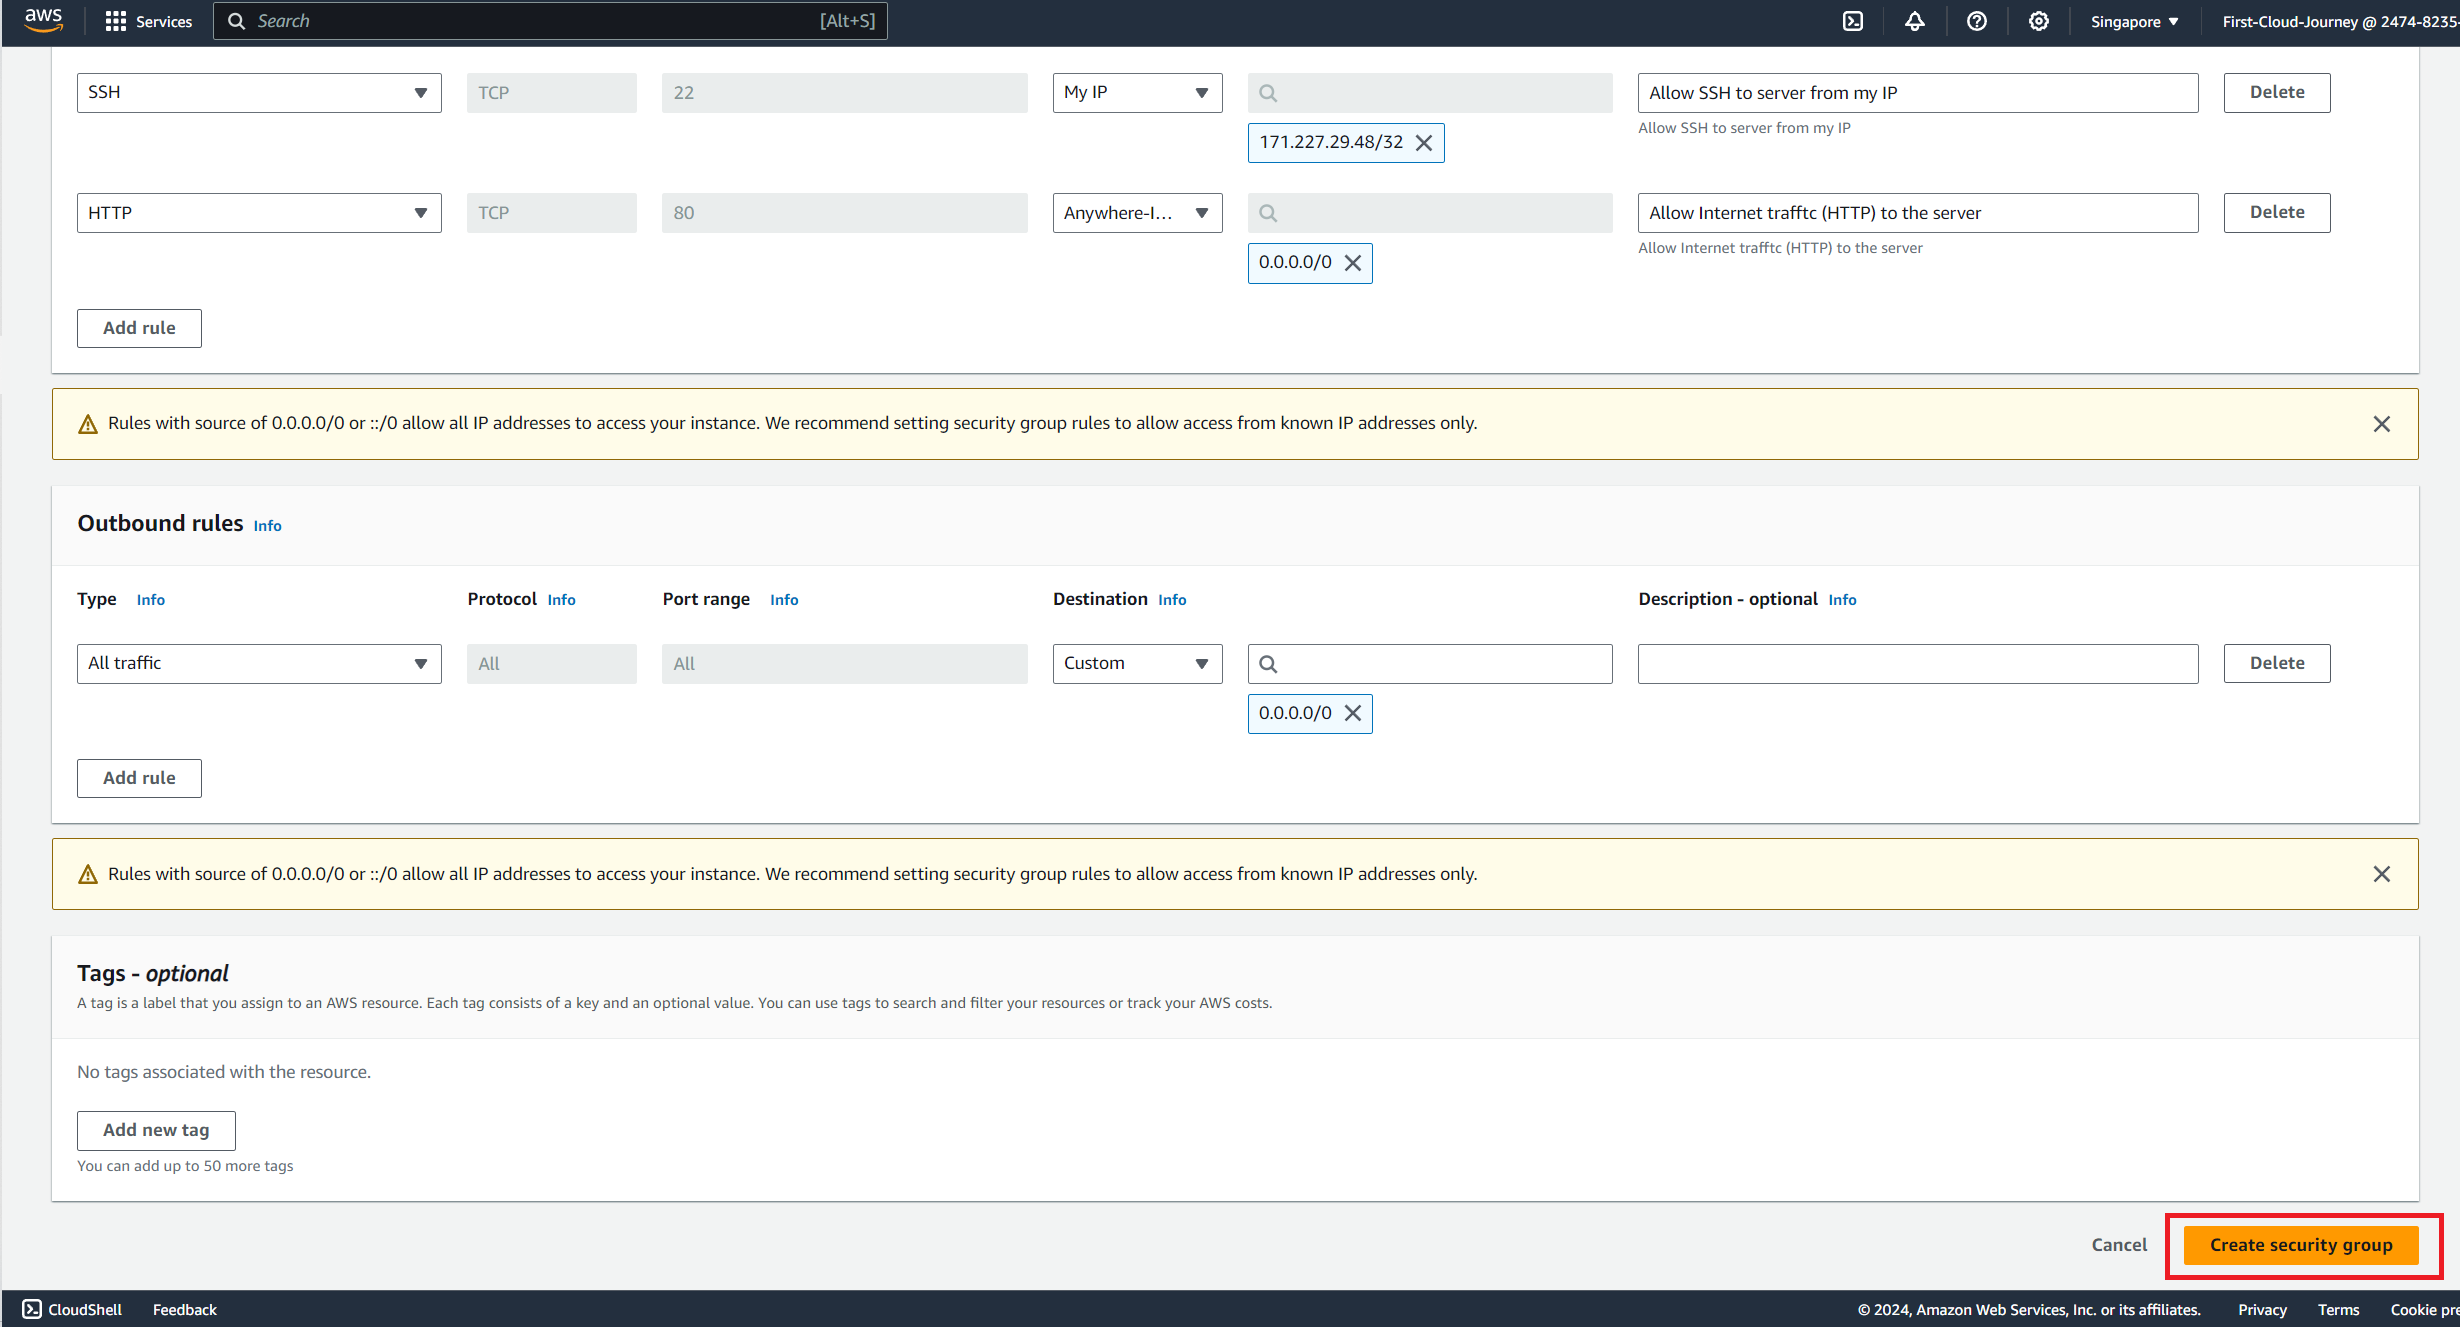 aws Services Search [Alt+S] Singapore First-Cloud-Journey @ 2474-8235-
SSH TCP 22 My IP Allow SSH to server from my IP Delete
Allow SSH to server from my IP
171.227.29.48/32
HTTP TCP 80 Anywhere-I... Allow Internet trafftc (HTTP) to the server Delete
Allow Internet trafftc (HTTP) to the server
0.0.0.0/0
Add rule
Rules with source of 0.0.0.0/0 or ::/0 allow all IP addresses to access your instance. We recommend setting security group rules to allow access from known IP addresses only.
Outbound rules Info
Type Info Protocol Info Port range Info Destination Info Description - optional Info
All traffic All All Custom Delete
0.0.0.0/0
Add rule
Rules with source of 0.0.0.0/0 or ::/0 allow all IP addresses to access your instance. We recommend setting security group rules to allow access from known IP addresses only.
Tags - optional
A tag is a label that you assign to an AWS resource. Each tag consists of a key and an optional value. You can use tags to search and filter your resources or track your AWS costs.
No tags associated with the resource.
Add new tag
You can add up to 50 more tags
Cancel Create security group
CloudShell Feedback © 2024, Amazon Web Services, Inc. or its affiliates. Privacy Terms Cookie pre